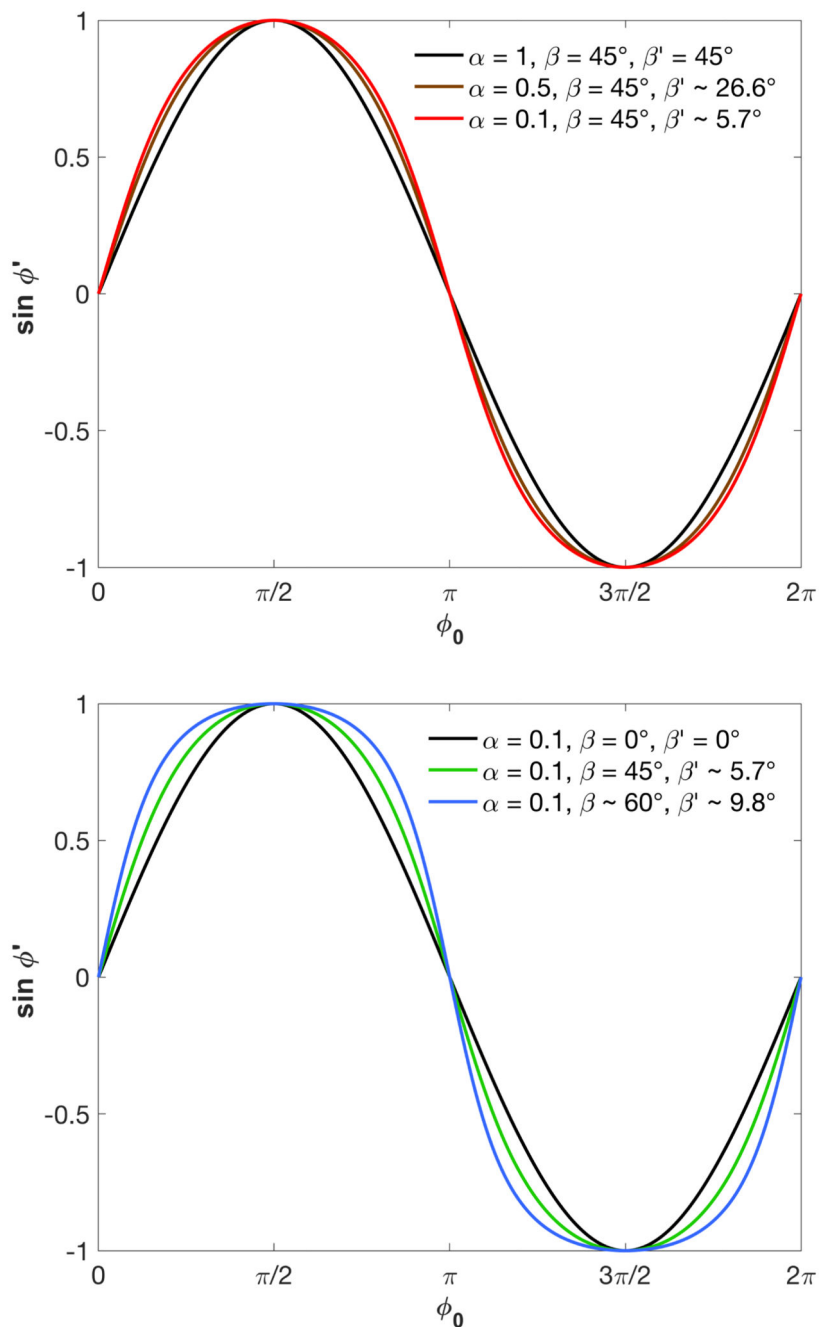 1
α = 1, β = 45°, β' = 45°
α = 0.5, β = 45°, β' ~ 26.6°
α = 0.1, β = 45°, β' ~ 5.7°
0.5
0
sin ϕ'
-0.5
-1
0 π/2 π 3π/2 2π
ϕ0
1
α = 0.1, β = 0°, β' = 0°
α = 0.1, β = 45°, β' ~ 5.7°
α = 0.1, β ~ 60°, β' ~ 9.8°
0.5
0
sin ϕ'
-0.5
-1
0 π/2 π 3π/2 2π
ϕ0